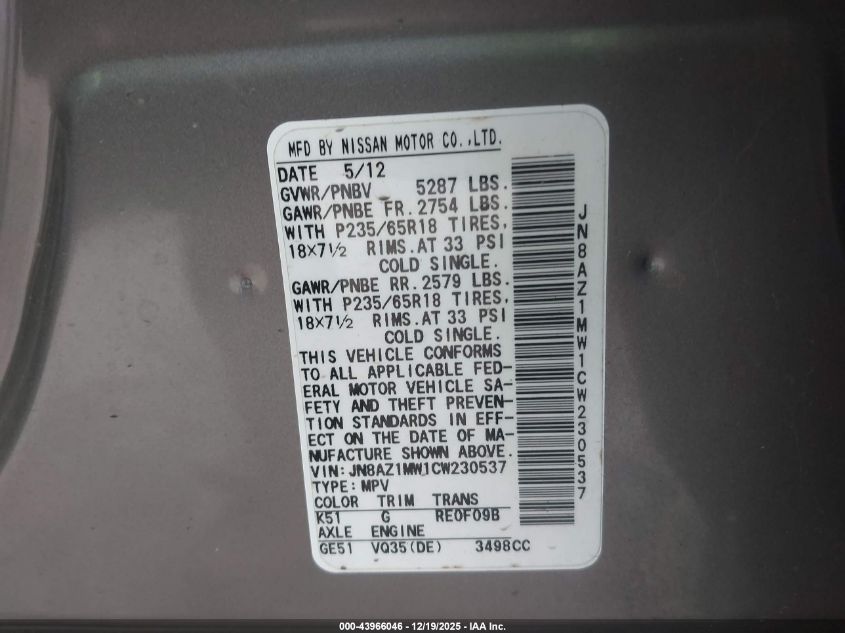 MFD BY NISSAN MOTOR CO.,LTD.
DATE 5/12
GVWR/PNBV 5287 LBS.
GAWR/PNBE FR. 2754 LBS.
WITH P235/65R18 TIRES,
18X7½ RIMS. AT 33 PSI
COLD SINGLE.
GAWR/PNBE RR. 2579 LBS.
WITH P235/65R18 TIRES,
18X7½ RIMS. AT 33 PSI
COLD SINGLE.
THIS VEHICLE CONFORMS
TO ALL APPLICABLE FED-
ERAL MOTOR VEHICLE SA-
FETY AND THEFT PREVEN-
TION STANDARDS IN EFF-
ECT ON THE DATE OF MA-
NUFACTURE SHOWN ABOVE.
VIN: JN8AZ1MW1CW230537
TYPE: MPV
COLOR TRIM TRANS
K51 G RE0F09B
AXLE ENGINE
GE51 VQ35(DE) 3498CC
JN8AZ1MW1CW230537
000-43966046 - 12/19/2025 - IAA Inc.